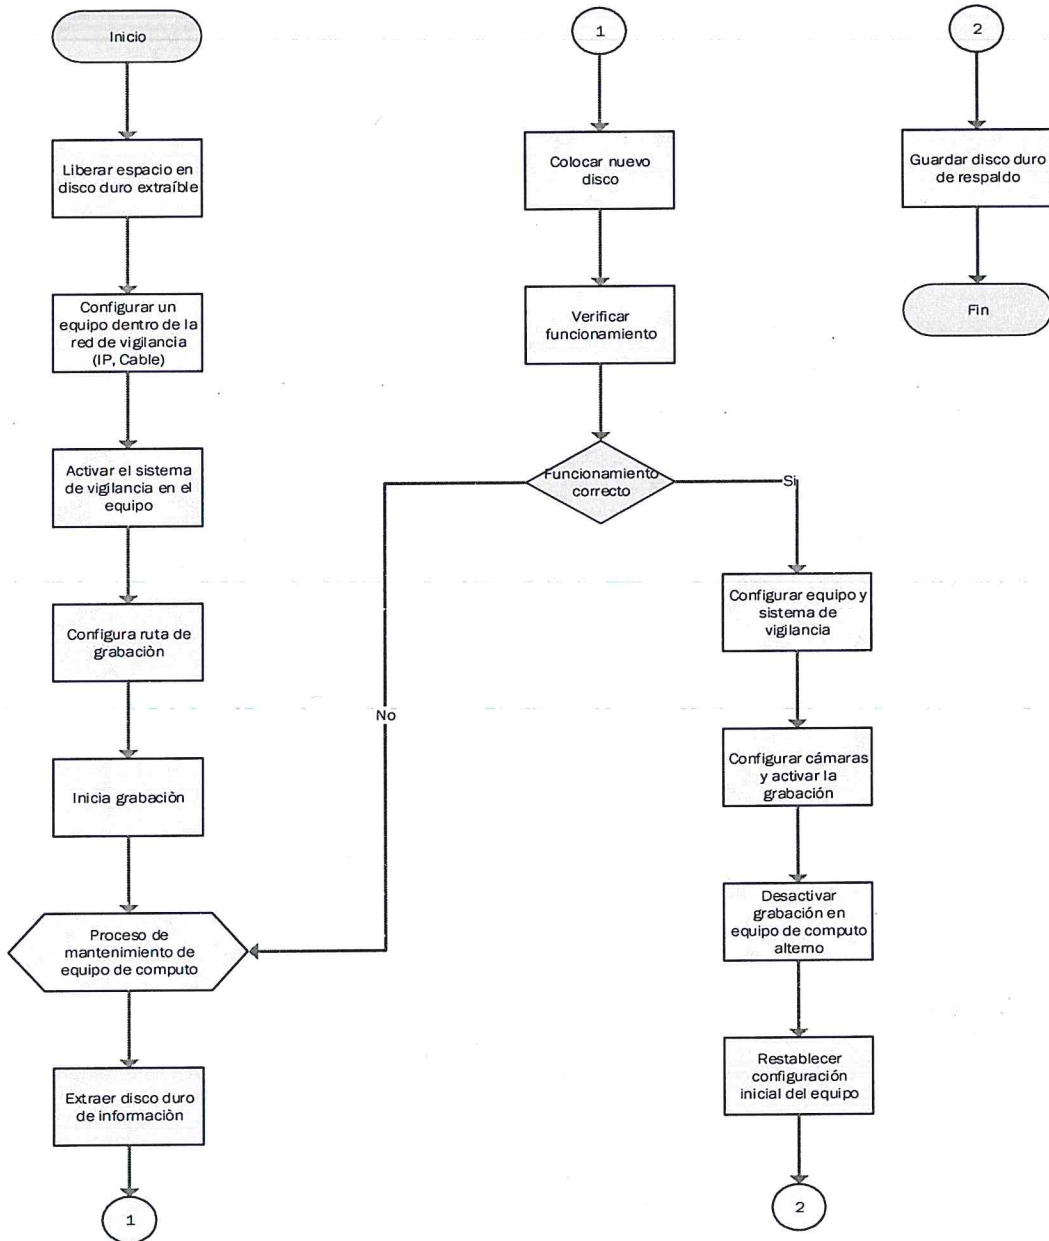 Inicio
Liberar espacio en
disco duro extraíble
Configurar un
equipo dentro de la
red de vigilancia
(IP, Cable)
Activar el sistema
de vigilancia en el
equipo
Configura ruta de
grabaciòn
Inicia grabaciòn
Proceso de
mantenimiento de
equipo de computo
Extraer disco duro
de informaciòn
1
1
Colocar nuevo
disco
Verificar
funcionamiento
Funcionamiento
correcto
No
Si
Configurar equipo y
sistema de
vigilancia
Configurar cámaras
y activar la
grabación
Desactivar
grabación en
equipo de computo
alterno
Restablecer
configuración
inicial del equipo
2
2
Guardar disco duro
de respaldo
Fin